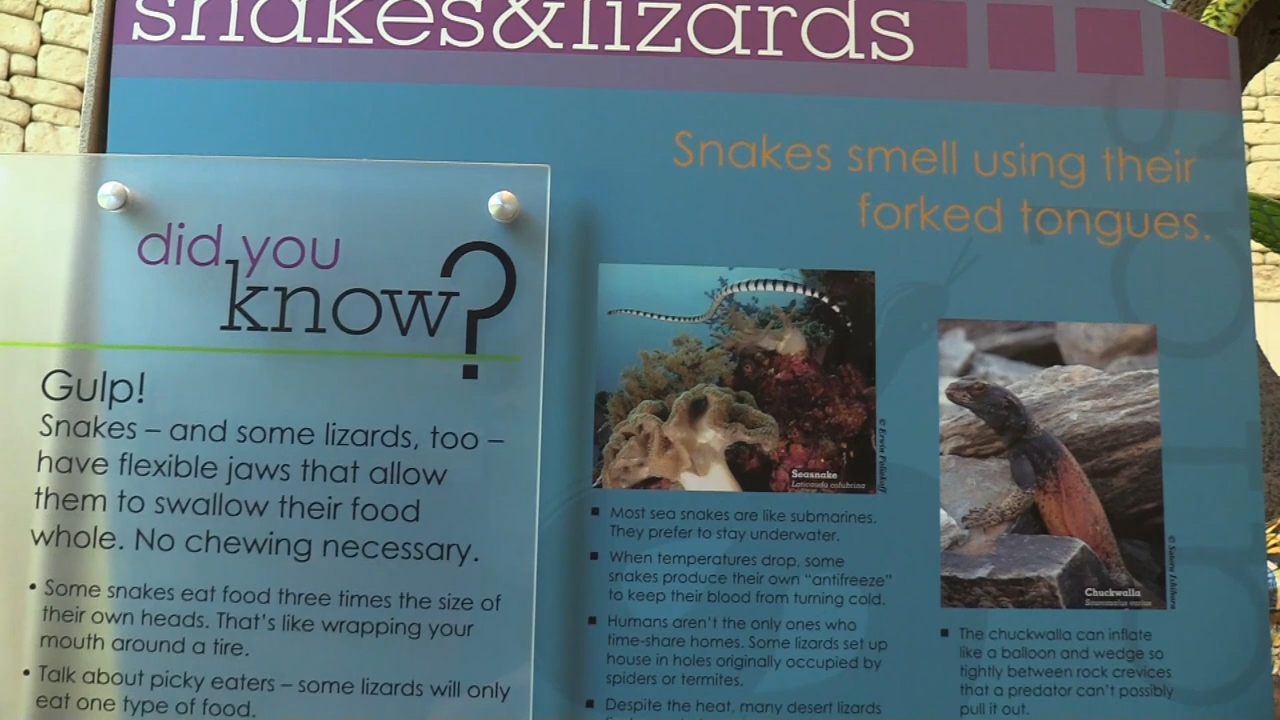 snakes&lizards
Snakes smell using their
forked tongues.
did you
know?
Gulp!
Snakes – and some lizards, too –
have flexible jaws that allow
them to swallow their food
whole. No chewing necessary.
• Some snakes eat food three times the size of
their own heads. That's like wrapping your
mouth around a tire.
• Talk about picky eaters – some lizards will only
eat one type of food.
Seasnake
Laticauda colubrina
■ Most sea snakes are like submarines.
They prefer to stay underwater.
■ When temperatures drop, some
snakes produce their own "antifreeze"
to keep their blood from turning cold.
■ Humans aren't the only ones who
time-share homes. Some lizards set up
house in holes originally occupied by
spiders or termites.
■ Despite the heat, many desert lizards
Chuckwalla
■ The chuckwalla can inflate
like a balloon and wedge so
tightly between rock crevices
that a predator can't possibly
pull it out.